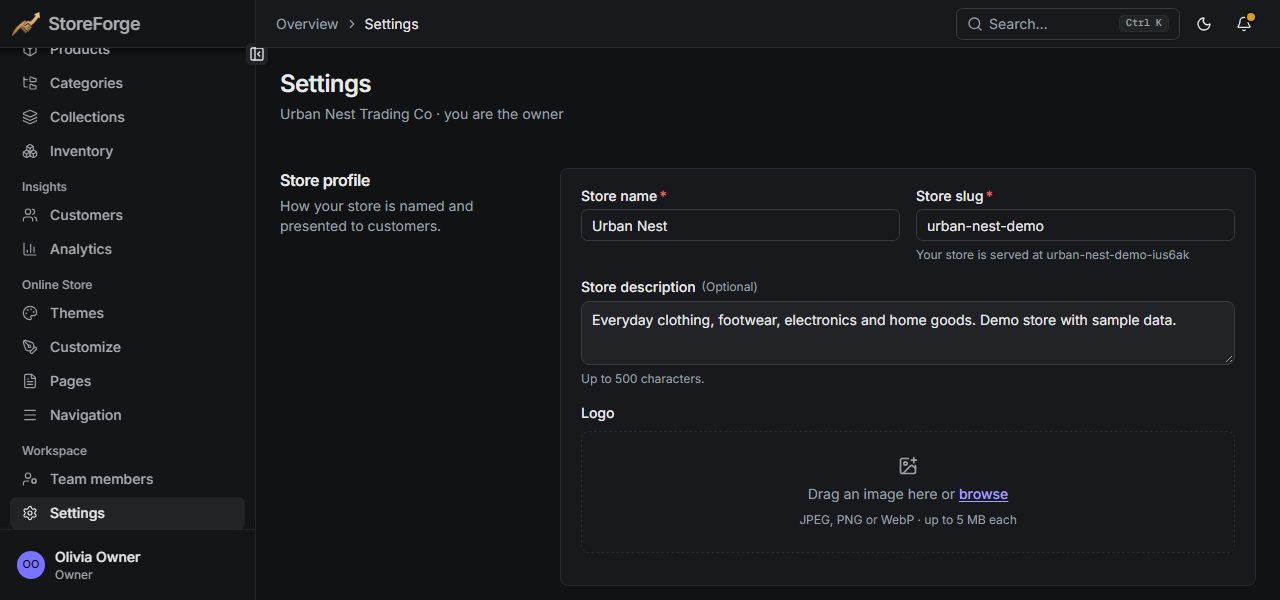 StoreForge
Overview > Settings
Search...
Ctrl K
Products
Categories
Collections
Inventory
Insights
Customers
Analytics
Online Store
Themes
Customize
Pages
Navigation
Workspace
Team members
Settings
OO
Olivia Owner
Owner
Settings
Urban Nest Trading Co · you are the owner
Store profile
How your store is named and
presented to customers.
Store name *
Urban Nest
Store slug *
urban-nest-demo
Your store is served at urban-nest-demo-ius6ak
Store description (Optional)
Everyday clothing, footwear, electronics and home goods. Demo store with sample data.
Up to 500 characters.
Logo
Drag an image here or browse
JPEG, PNG or WebP · up to 5 MB each